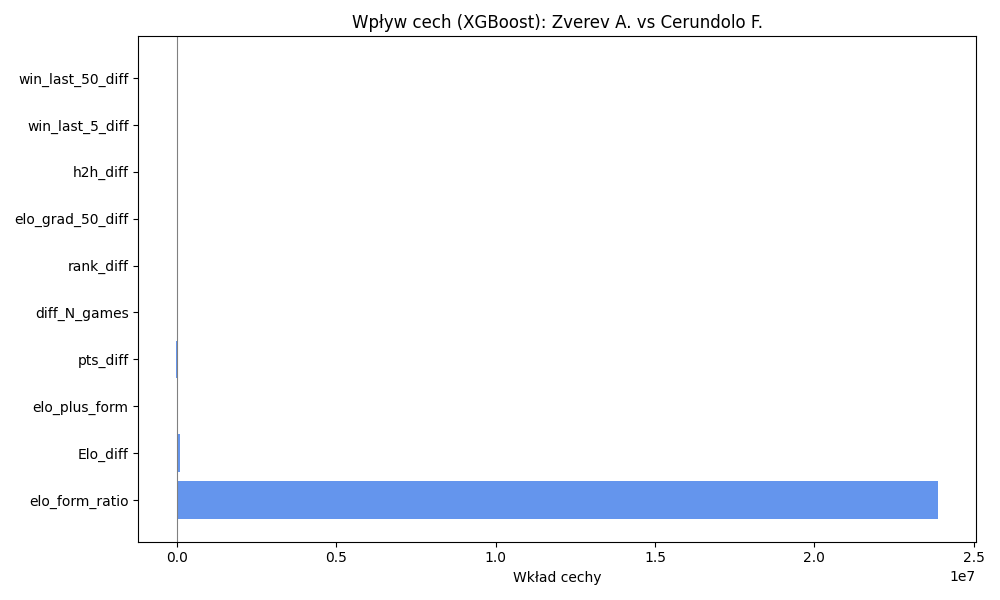 Wpływ cech (XGBoost): Zverev A. vs Cerundolo F.
win_last_50_diff
win_last_5_diff
h2h_diff
elo_grad_50_diff
rank_diff
diff_N_games
pts_diff
elo_plus_form
Elo_diff
elo_form_ratio
0.0 0.5 1.0 1.5 2.0 2.5
1e7
Wkład cechy